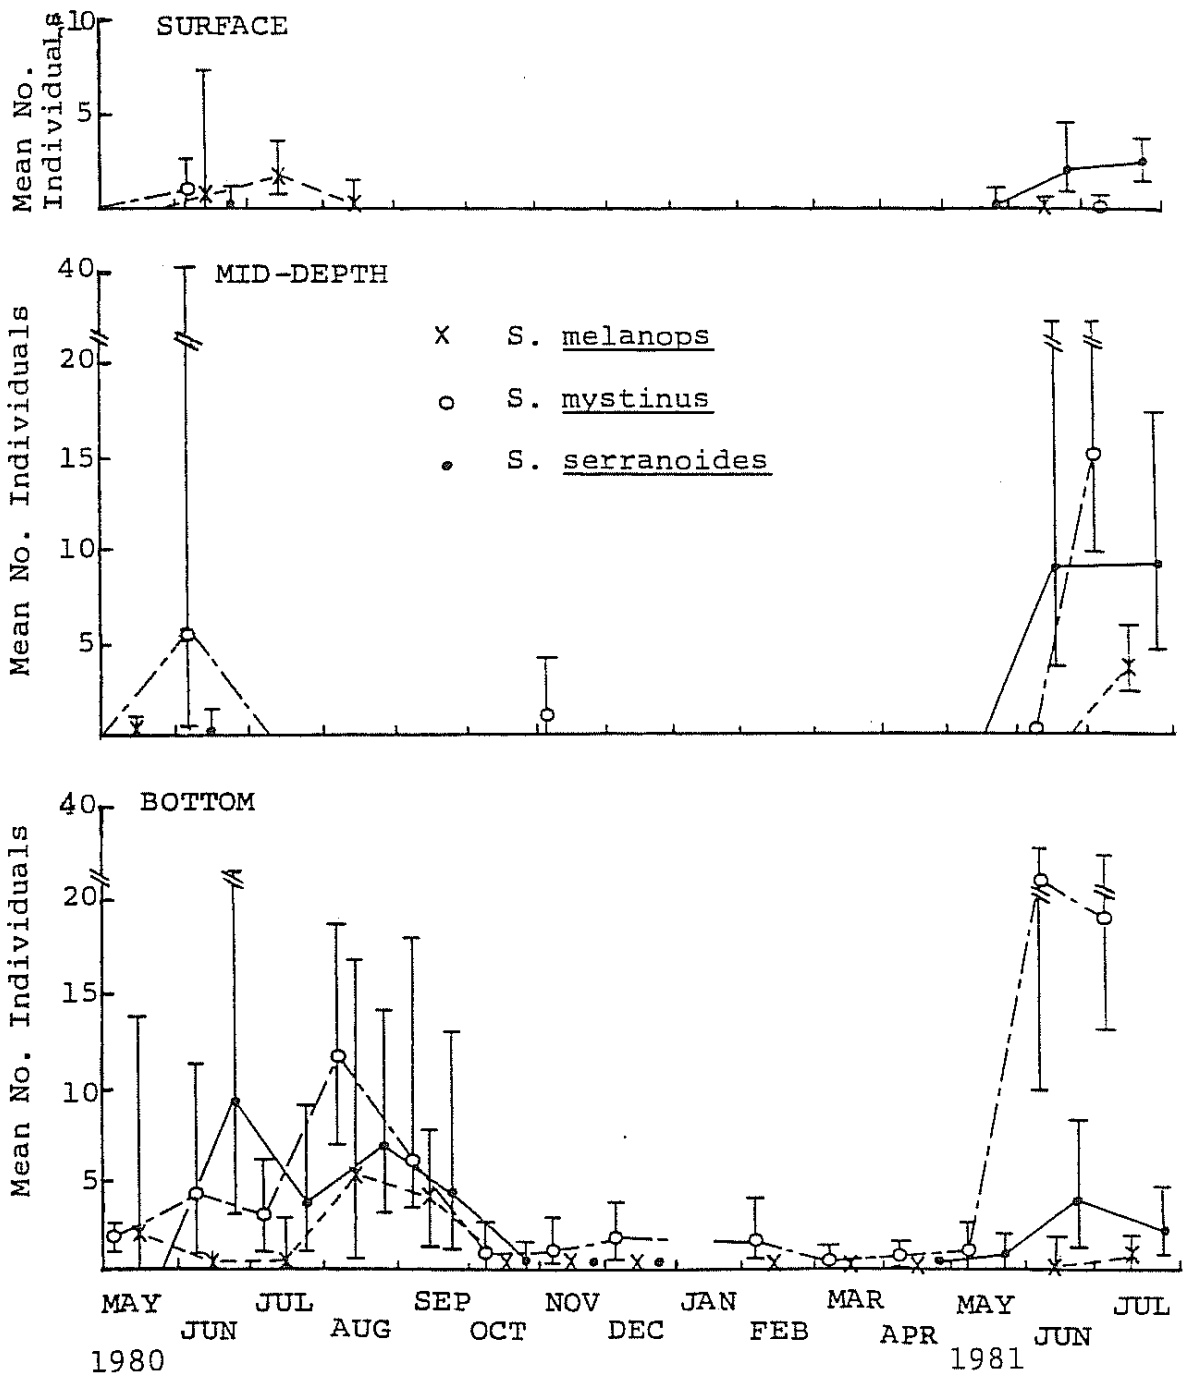 SURFACE
Mean No.
Individuals
10
5
MID-DEPTH
Mean No. Individuals
40
20
15
10
5
x S. melanops
o S. mystinus
• S. serranoides
BOTTOM
Mean No. Individuals
40
20
15
10
5
MAY JUL SEP NOV JAN MAR MAY JUL
JUN AUG OCT DEC FEB APR JUN
1980 1981